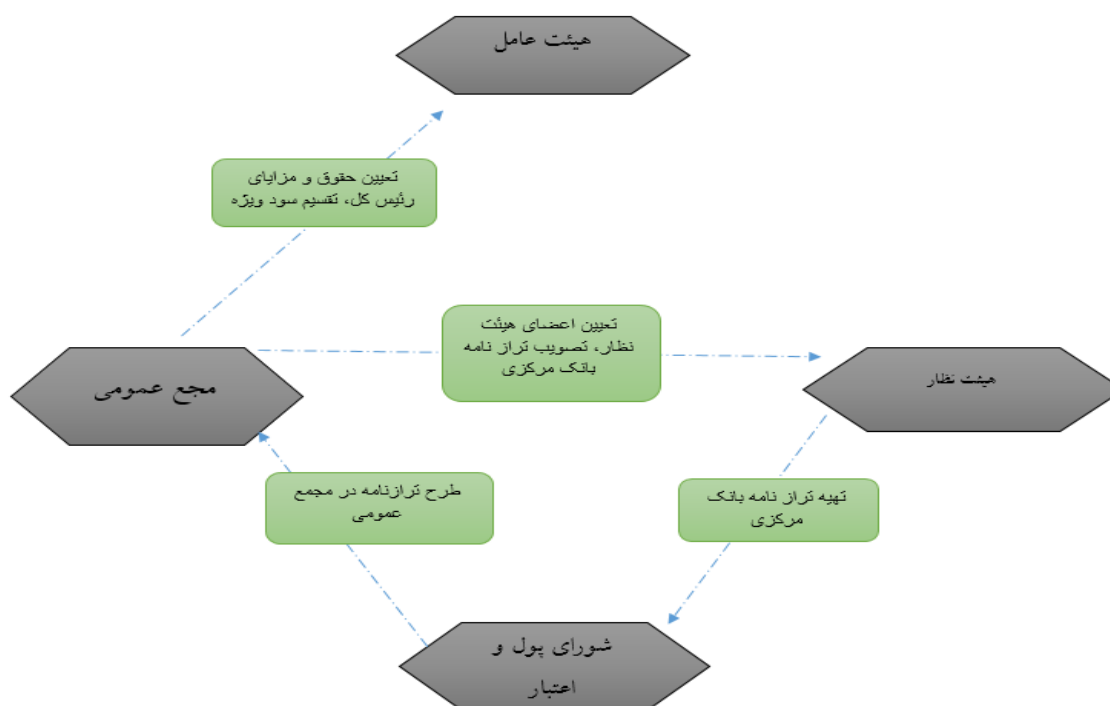 هیئت عامل
تعیین حقوق و مزایای
رئیس کل، تقسیم سود ویژه
تعیین اعضای هیئت
نظار، تصویب تراز نامه
بانک مرکزی
مجع عمومی
هیئت نظار
طرح ترازنامه در مجمع
عمومی
تهیه تراز نامه بانک
مرکزی
شورای پول و
اعتبار